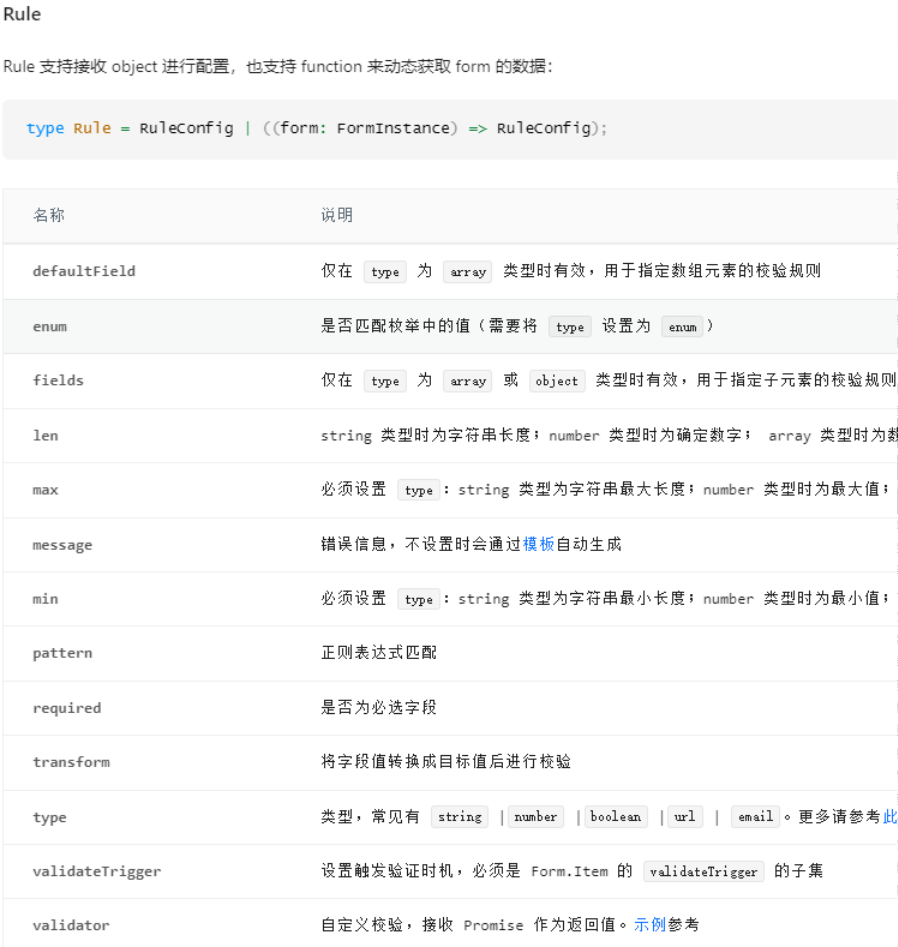 Rule
Rule 支持接收 object 进行配置，也支持 function 来动态获取 form 的数据：
type Rule = RuleConfig | ((form: FormInstance) => RuleConfig);
名称 说明
defaultField 仅在 type 为 array 类型时有效，用于指定数组元素的校验规则
enum 是否匹配枚举中的值（需要将 type 设置为 enum）
fields 仅在 type 为 array 或 object 类型时有效，用于指定子元素的校验规则
len string 类型时为字符串长度；number 类型时为确定数字； array 类型时为
max 必须设置 type：string 类型为字符串最大长度；number 类型时为最大值；
message 错误信息，不设置时会通过模板自动生成
min 必须设置 type：string 类型为字符串最小长度；number 类型时为最小值；
pattern 正则表达式匹配
required 是否为必选字段
transform 将字段值转换成目标值后进行校验
type 类型，常见有 string |number |boolean |url | email。更多请参考此
validateTrigger 设置触发验证时机，必须是 Form.Item 的 validateTrigger 的子集
validator 自定义校验，接收 Promise 作为返回值。示例参考